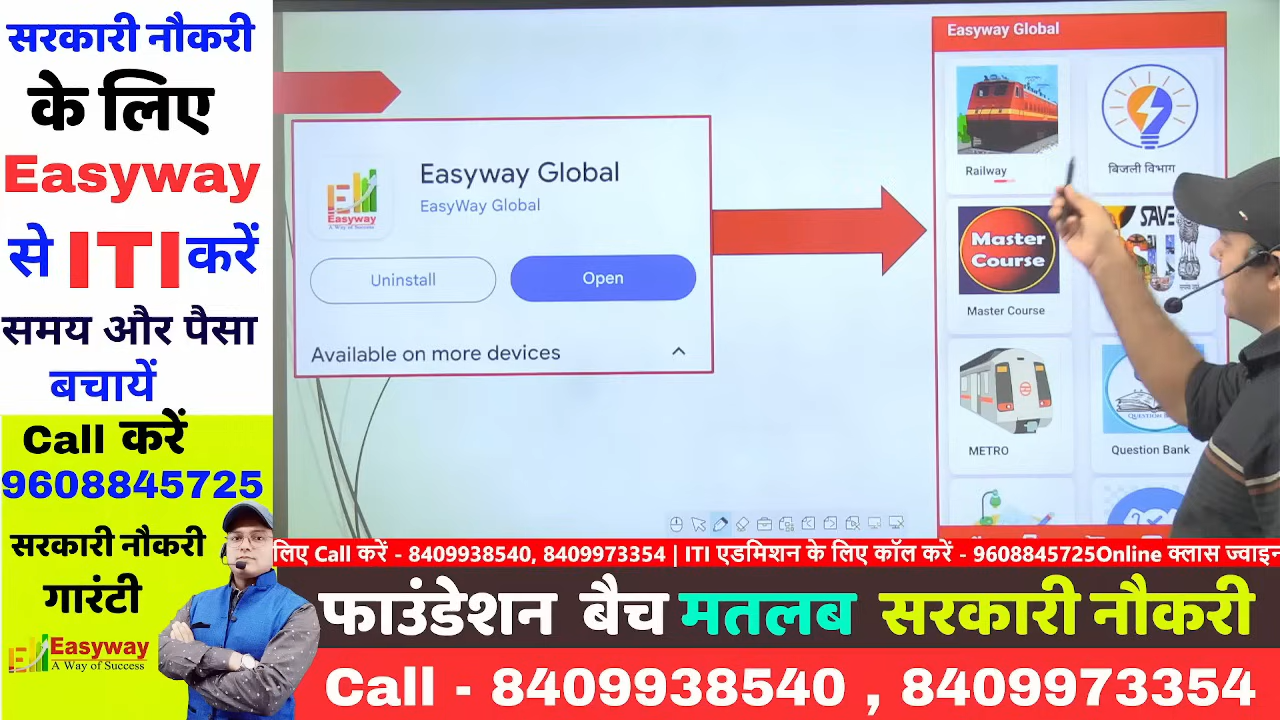 सरकारी नौकरी
के लिए
Easyway
से ITI करें
समय और पैसा
बचायें
Call करें
9608845725
सरकारी नौकरी
गारंटी
Easyway
A Way of Success
Easyway Global
EasyWay Global
Easyway
A Way of Success
Uninstall
Open
Available on more devices
Easyway Global
Railway
बिजली विभाग
Master
Course
Master Course
SAVE
METRO
QUESTION
Question Bank
लिए Call करें - 8409938540, 8409973354 | ITI एडमिशन के लिए कॉल करें - 9608845725Online क्लास ज्वाइन
फाउंडेशन बैच मतलब सरकारी नौकरी
Call - 8409938540 , 8409973354